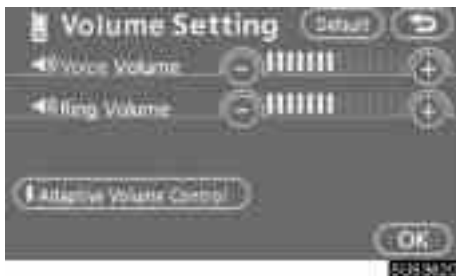 Volume Setting Default
Voice Volume - +
Ring Volume - +
Adaptive Volume Control
OK